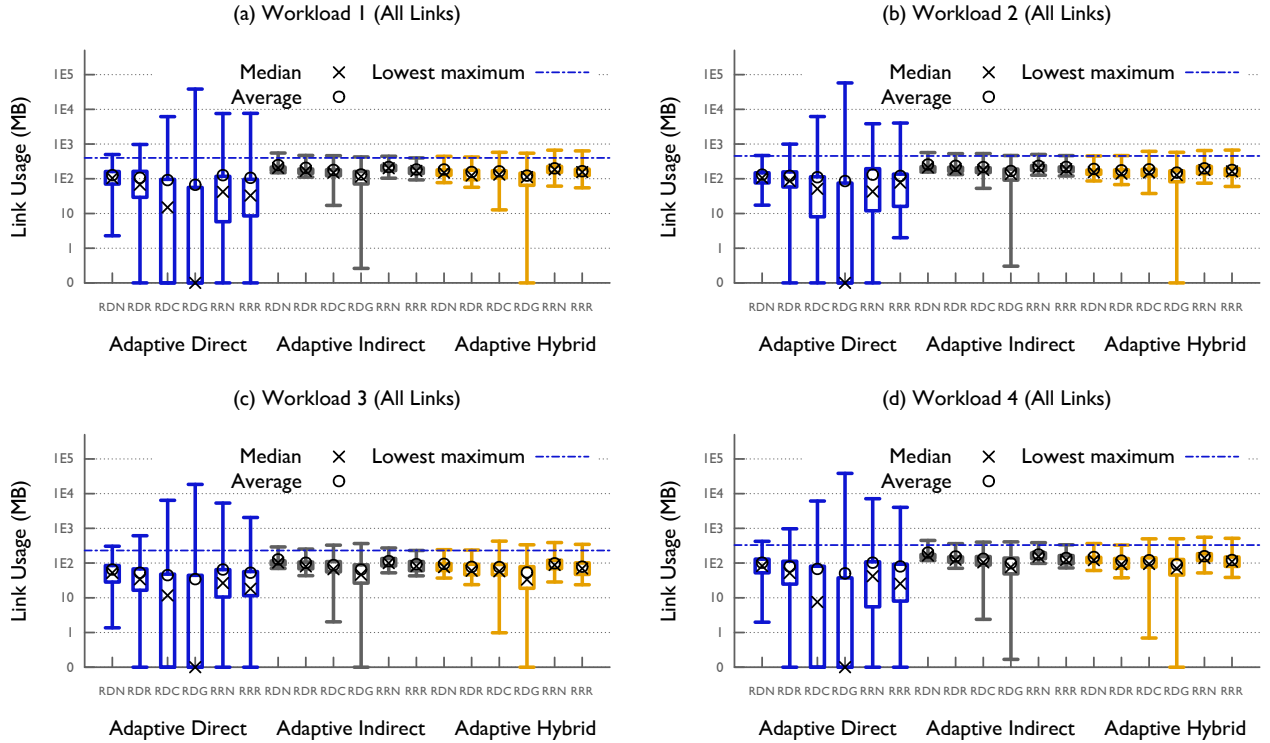 (a) Workload 1 (All Links)
Link Usage (MB)
1E5
1E4
1E3
1E2
10
1
0
Median
Average
Lowest maximum
RDN RDR RDC RDG RRN RRR RDN RDR RDC RDG RRN RRR RDN RDR RDC RDG RRN RRR
Adaptive Direct Adaptive Indirect Adaptive Hybrid
(b) Workload 2 (All Links)
Link Usage (MB)
1E5
1E4
1E3
1E2
10
1
0
Median
Average
Lowest maximum
RDN RDR RDC RDG RRN RRR RDN RDR RDC RDG RRN RRR RDN RDR RDC RDG RRN RRR
Adaptive Direct Adaptive Indirect Adaptive Hybrid
(c) Workload 3 (All Links)
Link Usage (MB)
1E5
1E4
1E3
1E2
10
1
0
Median
Average
Lowest maximum
RDN RDR RDC RDG RRN RRR RDN RDR RDC RDG RRN RRR RDN RDR RDC RDG RRN RRR
Adaptive Direct Adaptive Indirect Adaptive Hybrid
(d) Workload 4 (All Links)
Link Usage (MB)
1E5
1E4
1E3
1E2
10
1
0
Median
Average
Lowest maximum
RDN RDR RDC RDG RRN RRR RDN RDR RDC RDG RRN RRR RDN RDR RDC RDG RRN RRR
Adaptive Direct Adaptive Indirect Adaptive Hybrid